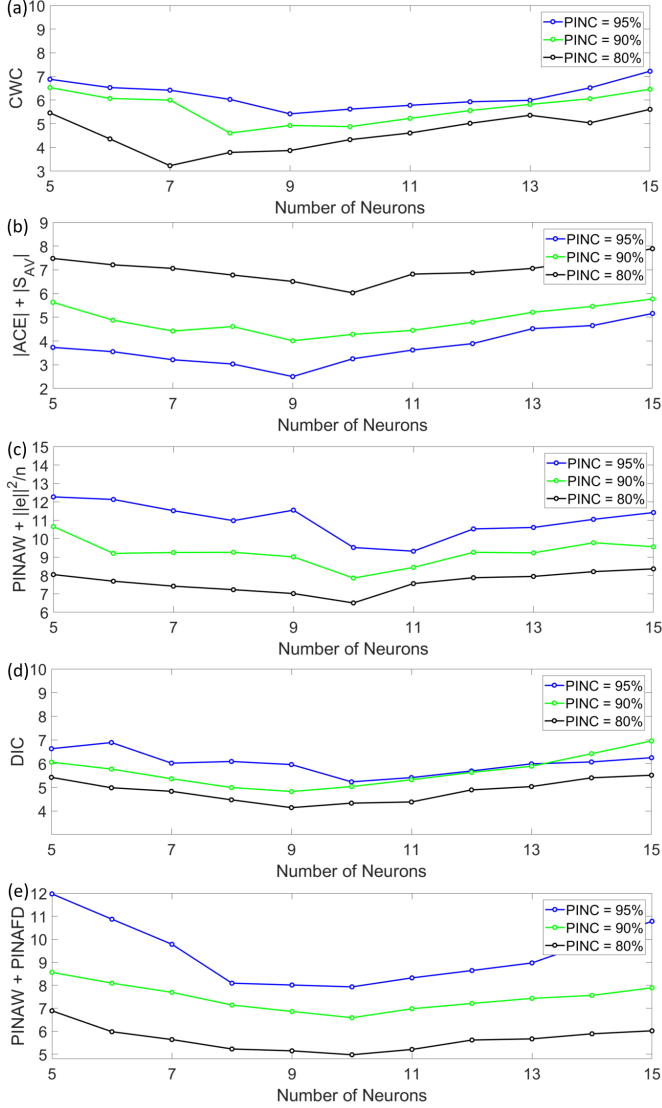 (a)
10
9
8
7
6
5
4
3
CWC
5
7
9
11
13
15
Number of Neurons
PINC = 95%
PINC = 90%
PINC = 80%
(b)
9
8
7
6
5
4
3
2
|ACE| + |S_AV|
5
7
9
11
13
15
Number of Neurons
PINC = 95%
PINC = 90%
PINC = 80%
(c)
15
14
13
12
11
10
9
8
7
6
PINAW + ||e||²/n
5
7
9
11
13
15
Number of Neurons
PINC = 95%
PINC = 90%
PINC = 80%
(d)
10
9
8
7
6
5
4
DIC
5
7
9
11
13
15
Number of Neurons
PINC = 95%
PINC = 90%
PINC = 80%
(e)
12
11
10
9
8
7
6
5
PINAW + PINAFD
5
7
9
11
13
15
Number of Neurons
PINC = 95%
PINC = 90%
PINC = 80%